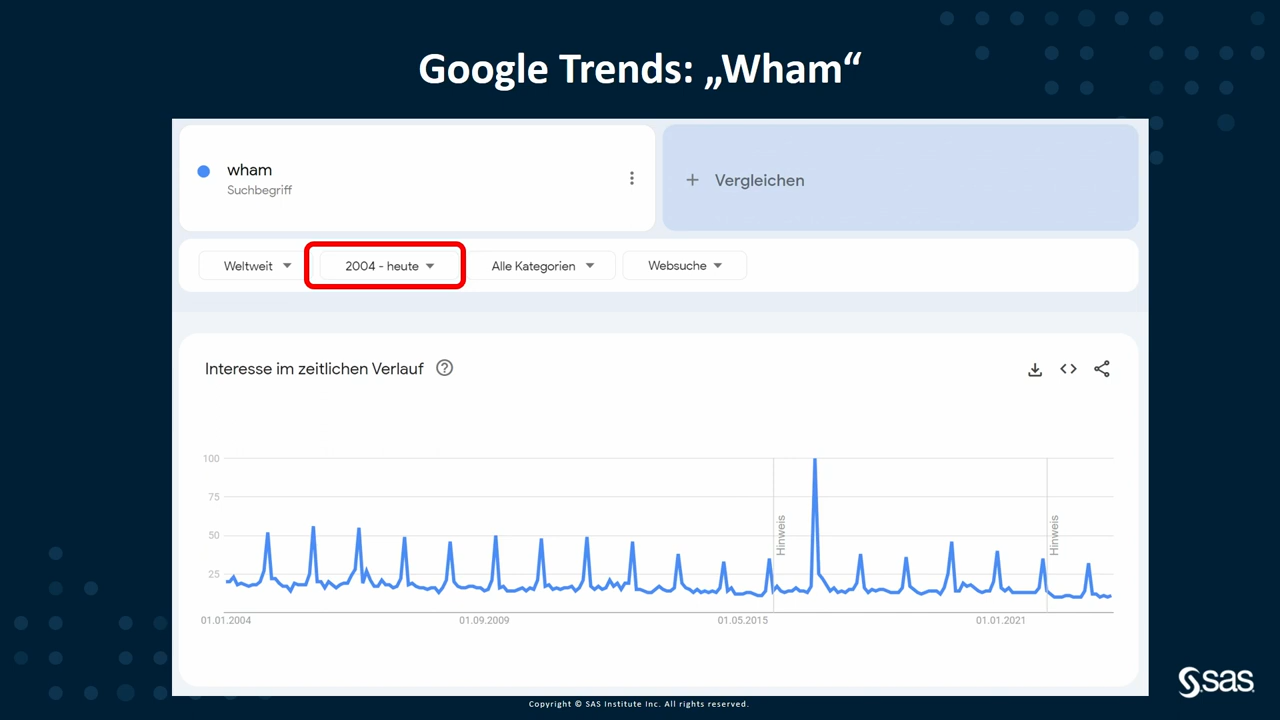 Google Trends: „Wham“
wham
Suchbegriff
+ Vergleichen
Weltweit
2004 - heute
Alle Kategorien
Websuche
Interesse im zeitlichen Verlauf
100
75
50
25
Hinweis
Hinweis
01.01.2004
01.09.2009
01.05.2015
01.01.2021
sas
Copyright © SAS Institute Inc. All rights reserved.